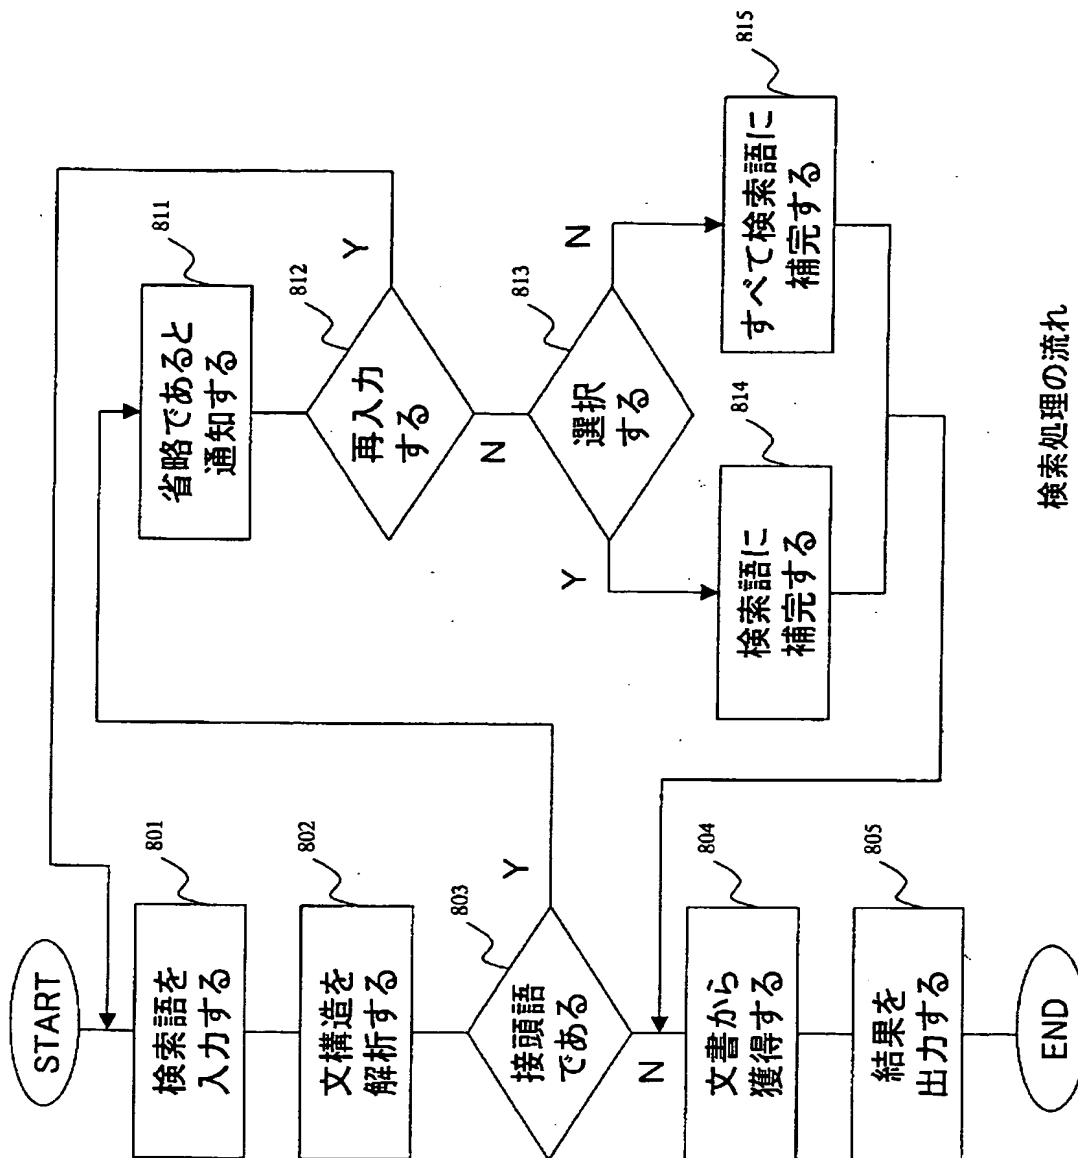 START
検索語を
入力する
801
文構造を
解析する
802
接頭語
である
803
Y
N
文書から
獲得する
804
結果を
出力する
805
END
省略であると
通知する
811
再入力
する
812
Y
N
選択
する
813
Y
N
検索語に
補完する
814
すべて検索語に
補完する
815
検索処理の流れ